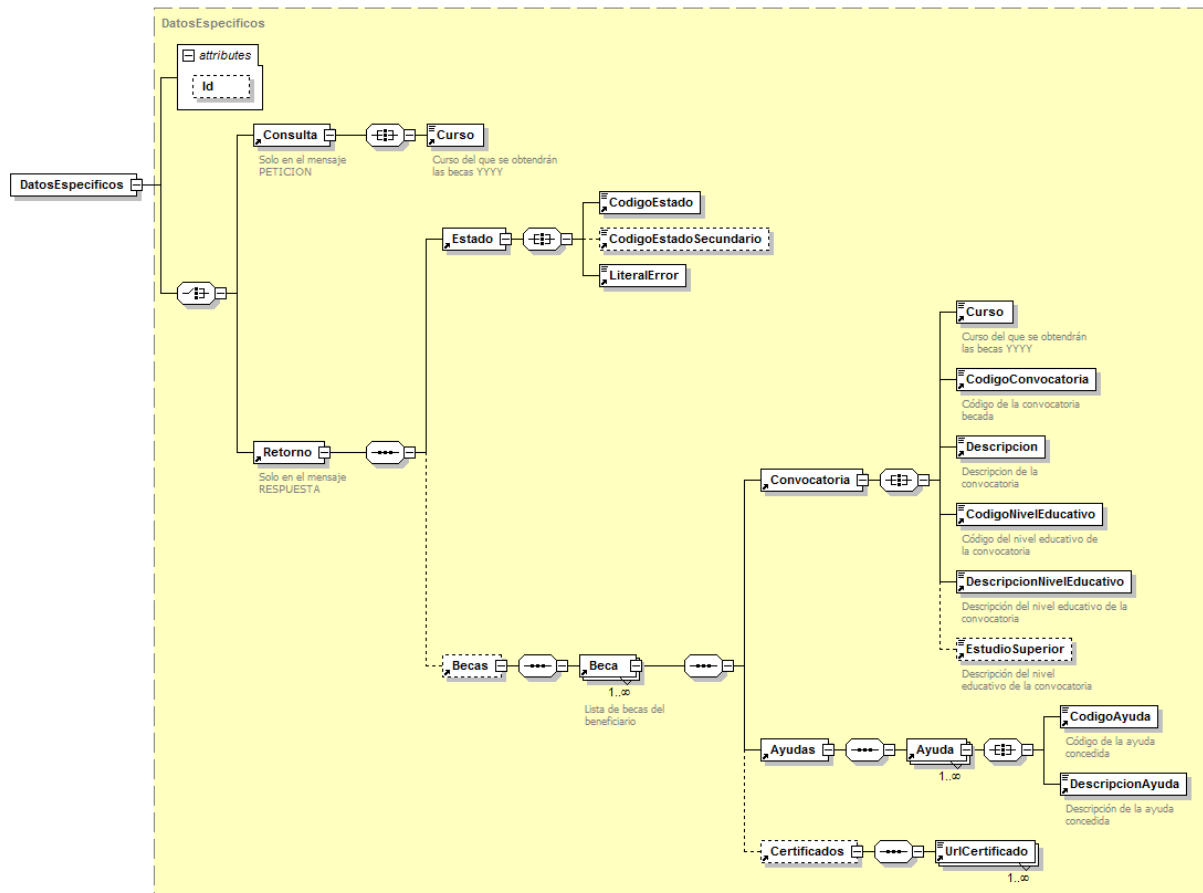 DatosEspecificos
attributes
Id
Consulta
Solo en el mensaje
PETICION
Curso
Curso del que se obtendrán
las becas YYYY
DatosEspecificos
Estado
CodigoEstado
CodigoEstadoSecundario
LiteralError
Curso
Curso del que se obtendrán
las becas YYYY
CodigoConvocatoria
Código de la convocatoria
becada
Retorno
Solo en el mensaje
RESPUESTA
Descripcion
Descripcion de la
convocatoria
Convocatoria
CodigoNivelEducativo
Código del nivel educativo de
la convocatoria
DescripcionNivelEducativo
Descripción del nivel educativo de la
convocatoria
EstudioSuperior
Descripción del nivel
educativo de la convocatoria
Becas
Beca
1..∞
Lista de becas del
beneficiario
Ayudas
Ayuda
1..∞
CodigoAyuda
Código de la ayuda
concedida
DescripcionAyuda
Descripción de la ayuda
concedida
Certificados
UrlCertificado
1..∞